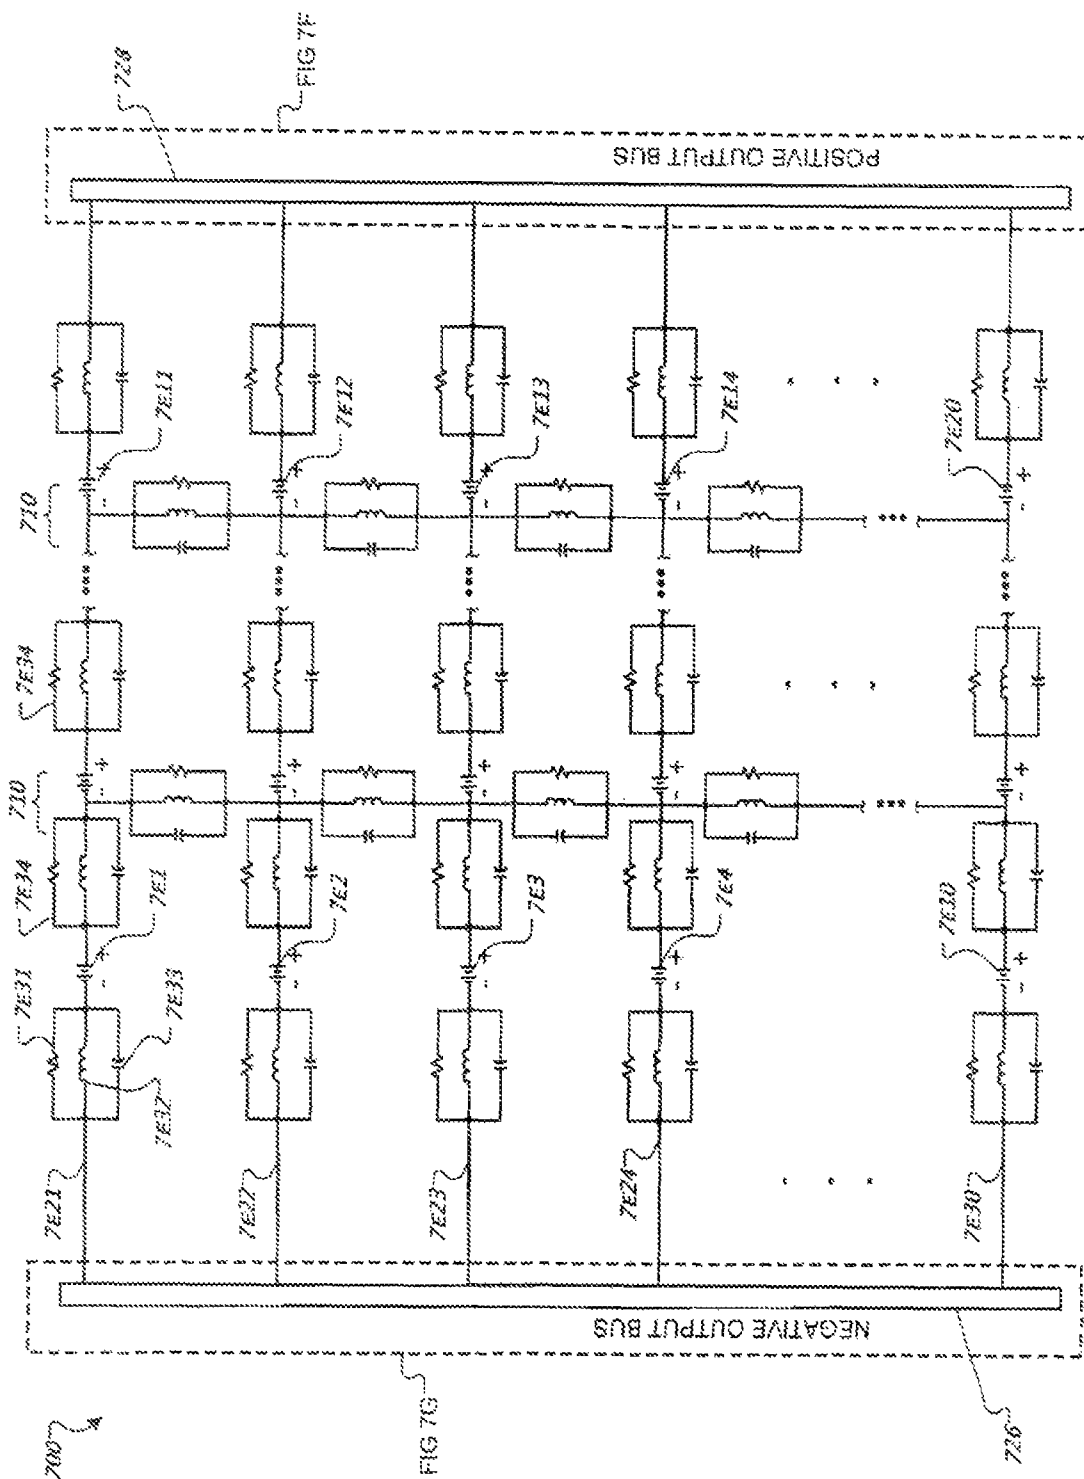 700
FIG 7G
726
NEGATIVE OUTPUT BUS
7E21
7E22
7E23
7E24
7E30
7E31
7E32
7E33
7E34
7E1
7E2
7E3
7E4
7E10
- +
- +
- +
- +
- +
710
- +
- +
- +
- +
- +
7E34
710
7E11
7E12
7E13
7E14
7E20
- +
- +
- +
- +
- +
POSITIVE OUTPUT BUS
728
FIG 7F